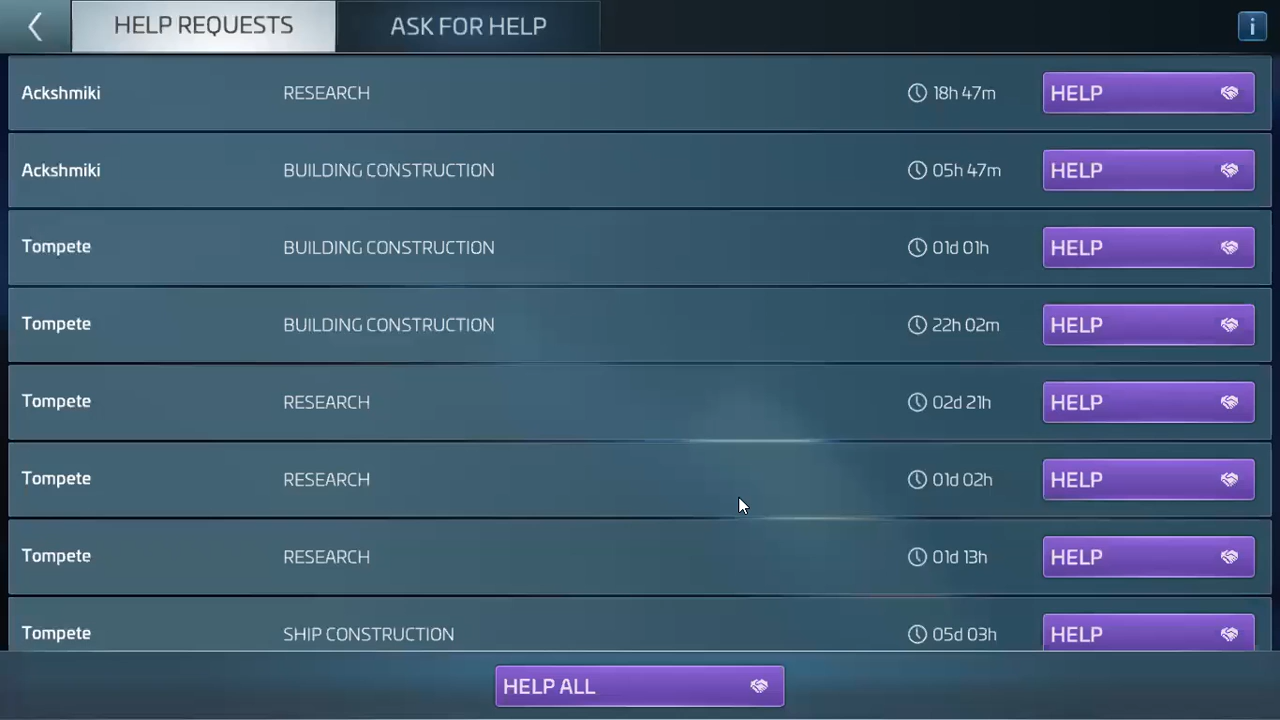 HELP REQUESTS ASK FOR HELP i
Ackshmiki RESEARCH 18h 47m HELP
Ackshmiki BUILDING CONSTRUCTION 05h 47m HELP
Tompete BUILDING CONSTRUCTION 01d 01h HELP
Tompete BUILDING CONSTRUCTION 22h 02m HELP
Tompete RESEARCH 02d 21h HELP
Tompete RESEARCH 01d 02h HELP
Tompete RESEARCH 01d 13h HELP
Tompete SHIP CONSTRUCTION 05d 03h HELP
HELP ALL